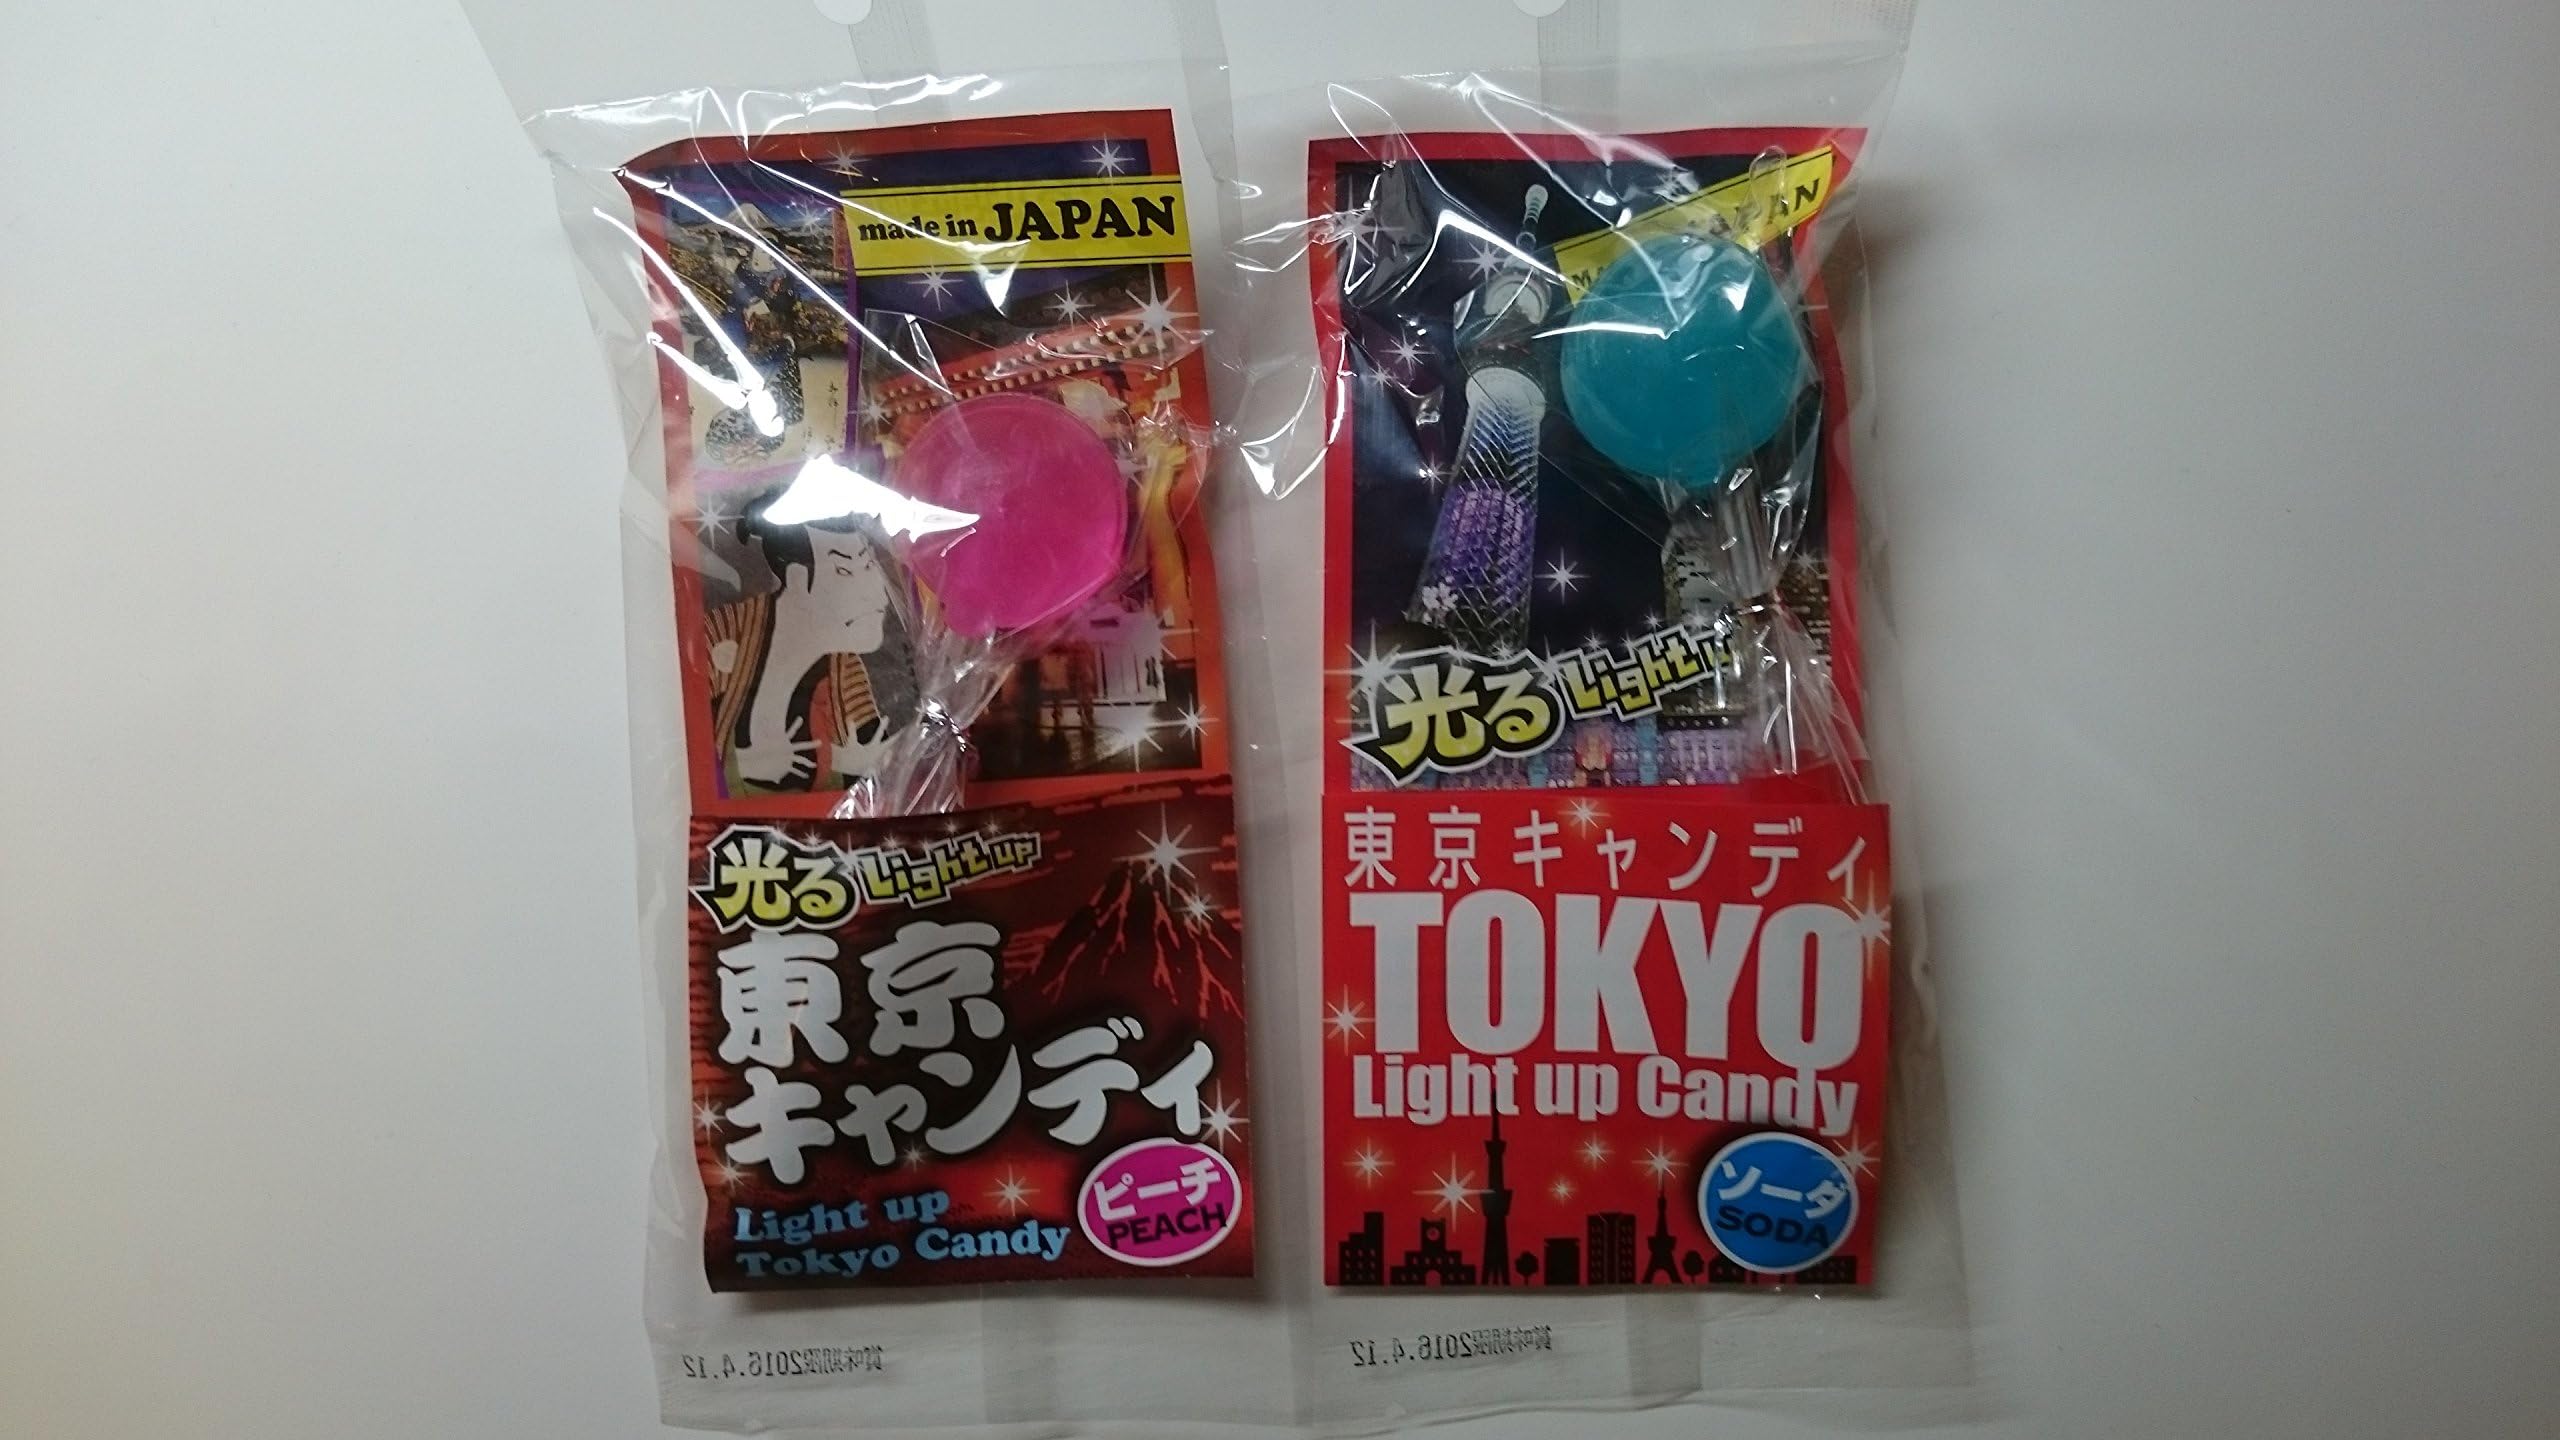 made in JAPAN
光る Light up
東京
キャンディ
Light up
Tokyo Candy
ピーチ
PEACH
賞味期限2016.4.12
光る Light
東京キャンディ
TOKYO
Light up Candy
ソーダ
SODA
賞味期限2016.4.12